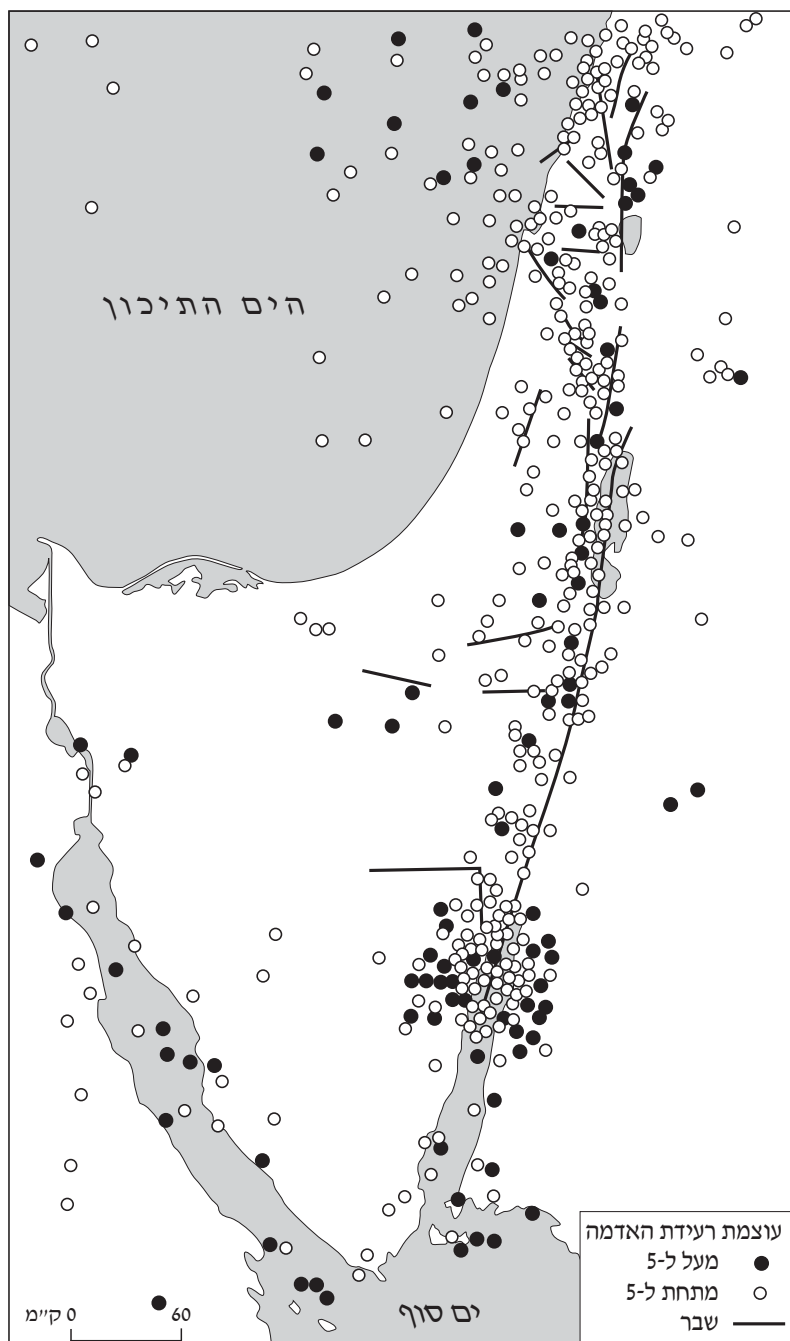 הים התיכון
עוצמת רעידת האדמה
מעל ל-5
מתחת ל-5
שבר
ים סוף
60 0 ק״מ